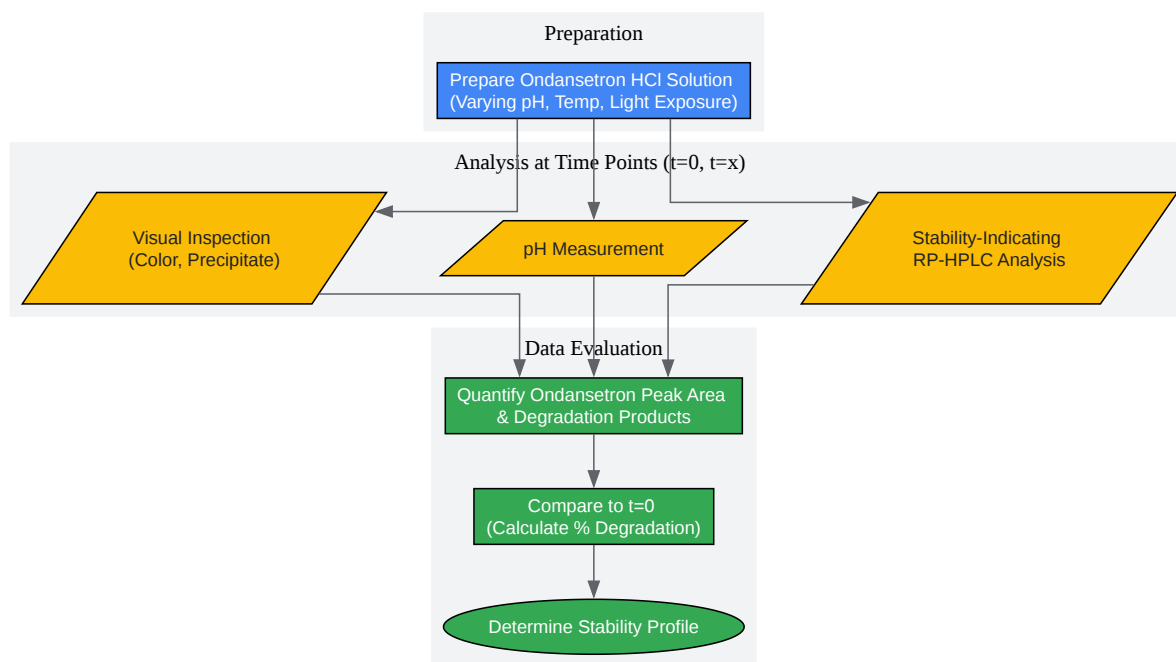 Preparation
Prepare Ondansetron HCl Solution
(Varying pH, Temp, Light Exposure)
Analysis at Time Points (t=0, t=x)
Visual Inspection
(Color, Precipitate)
pH Measurement
Stability-Indicating
RP-HPLC Analysis
Data Evaluation
Quantify Ondansetron Peak Area
& Degradation Products
Compare to t=0
(Calculate % Degradation)
Determine Stability Profile